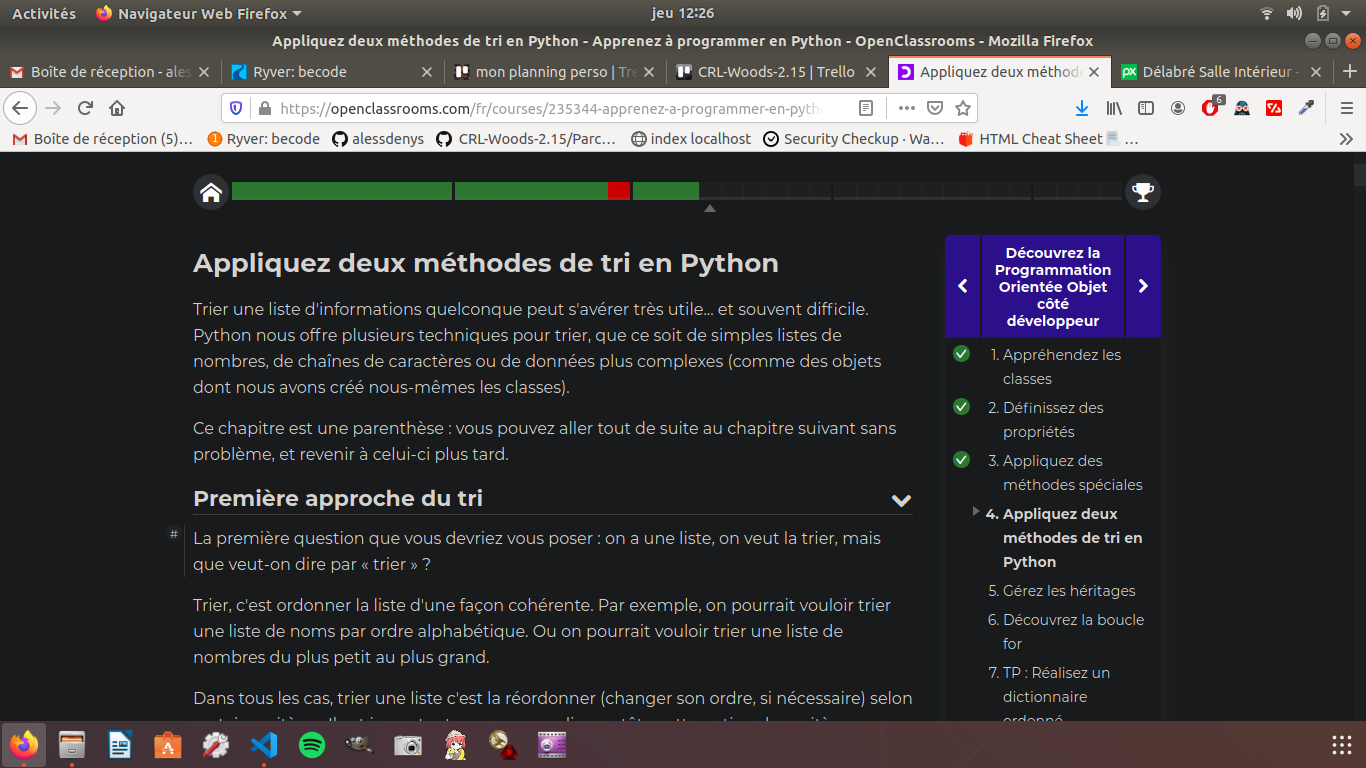 Activités Navigateur Web Firefox jeu 12:26
Appliquez deux méthodes de tri en Python - Apprenez à programmer en Python - OpenClassrooms - Mozilla Firefox
Boîte de réception - ales Ryver: becode mon planning perso | Tre CRL-Woods-2.15 | Trello Appliquez deux méthode Délabré Salle Intérieur -
https://openclassrooms.com/fr/courses/235344-apprenez-a-programmer-en-pyth 6
Boîte de réception (5)… Ryver: becode alessdenys CRL-Woods-2.15/Parc… index localhost Security Checkup · Wa… HTML Cheat Sheet …
Appliquez deux méthodes de tri en Python
Trier une liste d'informations quelconque peut s'avérer très utile… et souvent difficile.
Python nous offre plusieurs techniques pour trier, que ce soit de simples listes de
nombres, de chaînes de caractères ou de données plus complexes (comme des objets
dont nous avons créé nous-mêmes les classes).
Ce chapitre est une parenthèse : vous pouvez aller tout de suite au chapitre suivant sans
problème, et revenir à celui-ci plus tard.
Première approche du tri
#
La première question que vous devriez vous poser : on a une liste, on veut la trier, mais
que veut-on dire par « trier » ?
Trier, c'est ordonner la liste d'une façon cohérente. Par exemple, on pourrait vouloir trier
une liste de noms par ordre alphabétique. Ou on pourrait vouloir trier une liste de
nombres du plus petit au plus grand.
Dans tous les cas, trier une liste c'est la réordonner (changer son ordre, si nécessaire) selon
Découvrez la
Programmation
Orientée Objet
côté
développeur
1. Appréhendez les
classes
2. Définissez des
propriétés
3. Appliquez des
méthodes spéciales
4. Appliquez deux
méthodes de tri en
Python
5. Gérez les héritages
6. Découvrez la boucle
for
7. TP : Réalisez un
dictionnaire
ordonné